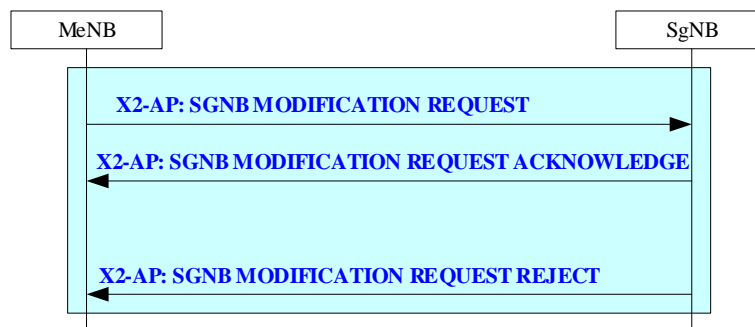 MeNB
SgNB
X2-AP: SGNB MODIFICATION REQUEST
X2-AP: SGNB MODIFICATION REQUEST ACKNOWLEDGE
X2-AP: SGNB MODIFICATION REQUEST REJECT